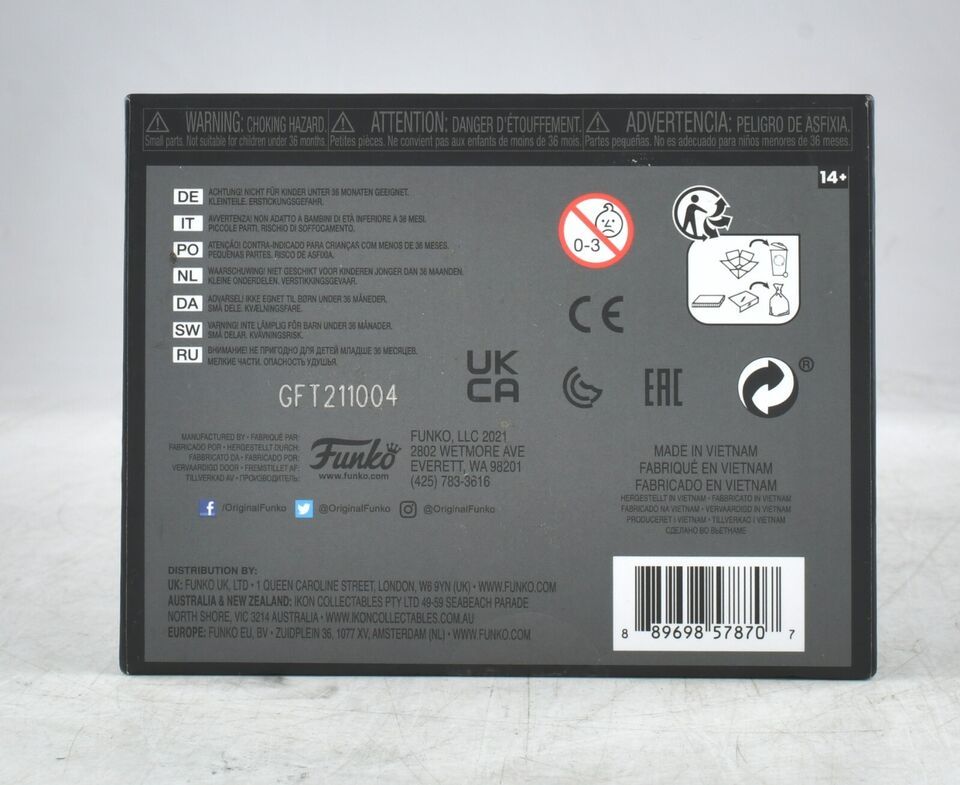 WARNING: CHOKING HAZARD.
Small parts. Not suitable for children under 36 months.
ATTENTION: DANGER D'ÉTOUFFEMENT.
Petites pièces. Ne convient pas aux enfants de moins de 36 mois.
ADVERTENCIA: PELIGRO DE ASFIXIA.
Partes pequeñas. No es adecuado para niños menores de 36 meses.
14+
DE ACHTUNG! NICHT FÜR KINDER UNTER 36 MONATEN GEEIGNET.
KLEINTEILE. ERSTICKUNGSGEFAHR.
IT AVVERTENZA! NON ADATTO A BAMBINI DI ETÀ INFERIORE A 36 MESI.
PICCOLE PARTI, RISCHIO DI SOFFOCAMENTO.
PO ATENÇÃO! CONTRA-INDICADO PARA CRIANÇAS COM MENOS DE 36 MESES.
PEQUENAS PARTES. RISCO DE ASFIXIA.
NL WAARSCHUWING! NIET GESCHIKT VOOR KINDEREN JONGER DAN 36 MAANDEN.
KLEINE ONDERDELEN. VERSTIKKINGSGEVAAR.
DA ADVARSEL! IKKE EGNET TIL BØRN UNDER 36 MÅNEDER.
SMÅ DELE. KVÆLNINGSFARE.
SW VARNING! INTE LÄMPLIG FÖR BARN UNDER 36 MÅNADER.
SMÅ DELAR. KVÄVNINGSRISK.
RU ВНИМАНИЕ! НЕ ПРИГОДНО ДЛЯ ДЕТЕЙ МЛАДШЕ 36 МЕСЯЦЕВ.
МЕЛКИЕ ЧАСТИ. ОПАСНОСТЬ УДУШЬЯ.
0-3
CE
UK
CA
EAC
®
GFT211004
MANUFACTURED BY • FABRIQUÉ PAR:
FABRICADO POR • HERGESTELLT DURCH:
FABBRICATO DA • FABRICADO POR:
VERVAARDIGD DOOR • FREMSTILLET AF:
TILLVERKAD AV • ПРОИЗВОДИТЕЛЬ:
Funko
www.funko.com
FUNKO, LLC 2021
2802 WETMORE AVE
EVERETT, WA 98201
(425) 783-3616
/OriginalFunko @OriginalFunko @OriginalFunko
MADE IN VIETNAM
FABRIQUÉ EN VIETNAM
FABRICADO EN VIETNAM
HERGESTELLT IN VIETNAM • FABBRICATO IN VIETNAM
FABRICADO NA VIETNAM • VERVAARDIGD IN VIETNAM
PRODUCERET I VIETNAM • TILLVERKAD I VIETNAM
СДЕЛАНО ВО ВЬЕТНАМЕ
DISTRIBUTION BY:
UK: FUNKO UK, LTD • 1 QUEEN CAROLINE STREET, LONDON, W6 9YN (UK) • WWW.FUNKO.COM
AUSTRALIA & NEW ZEALAND: IKON COLLECTABLES PTY LTD 49-59 SEABEACH PARADE
NORTH SHORE, VIC 3214 AUSTRALIA • WWW.IKONCOLLECTABLES.COM.AU
EUROPE: FUNKO EU, BV • ZUIDPLEIN 36, 1077 XV, AMSTERDAM (NL) • WWW.FUNKO.COM
8 89698 57870 7